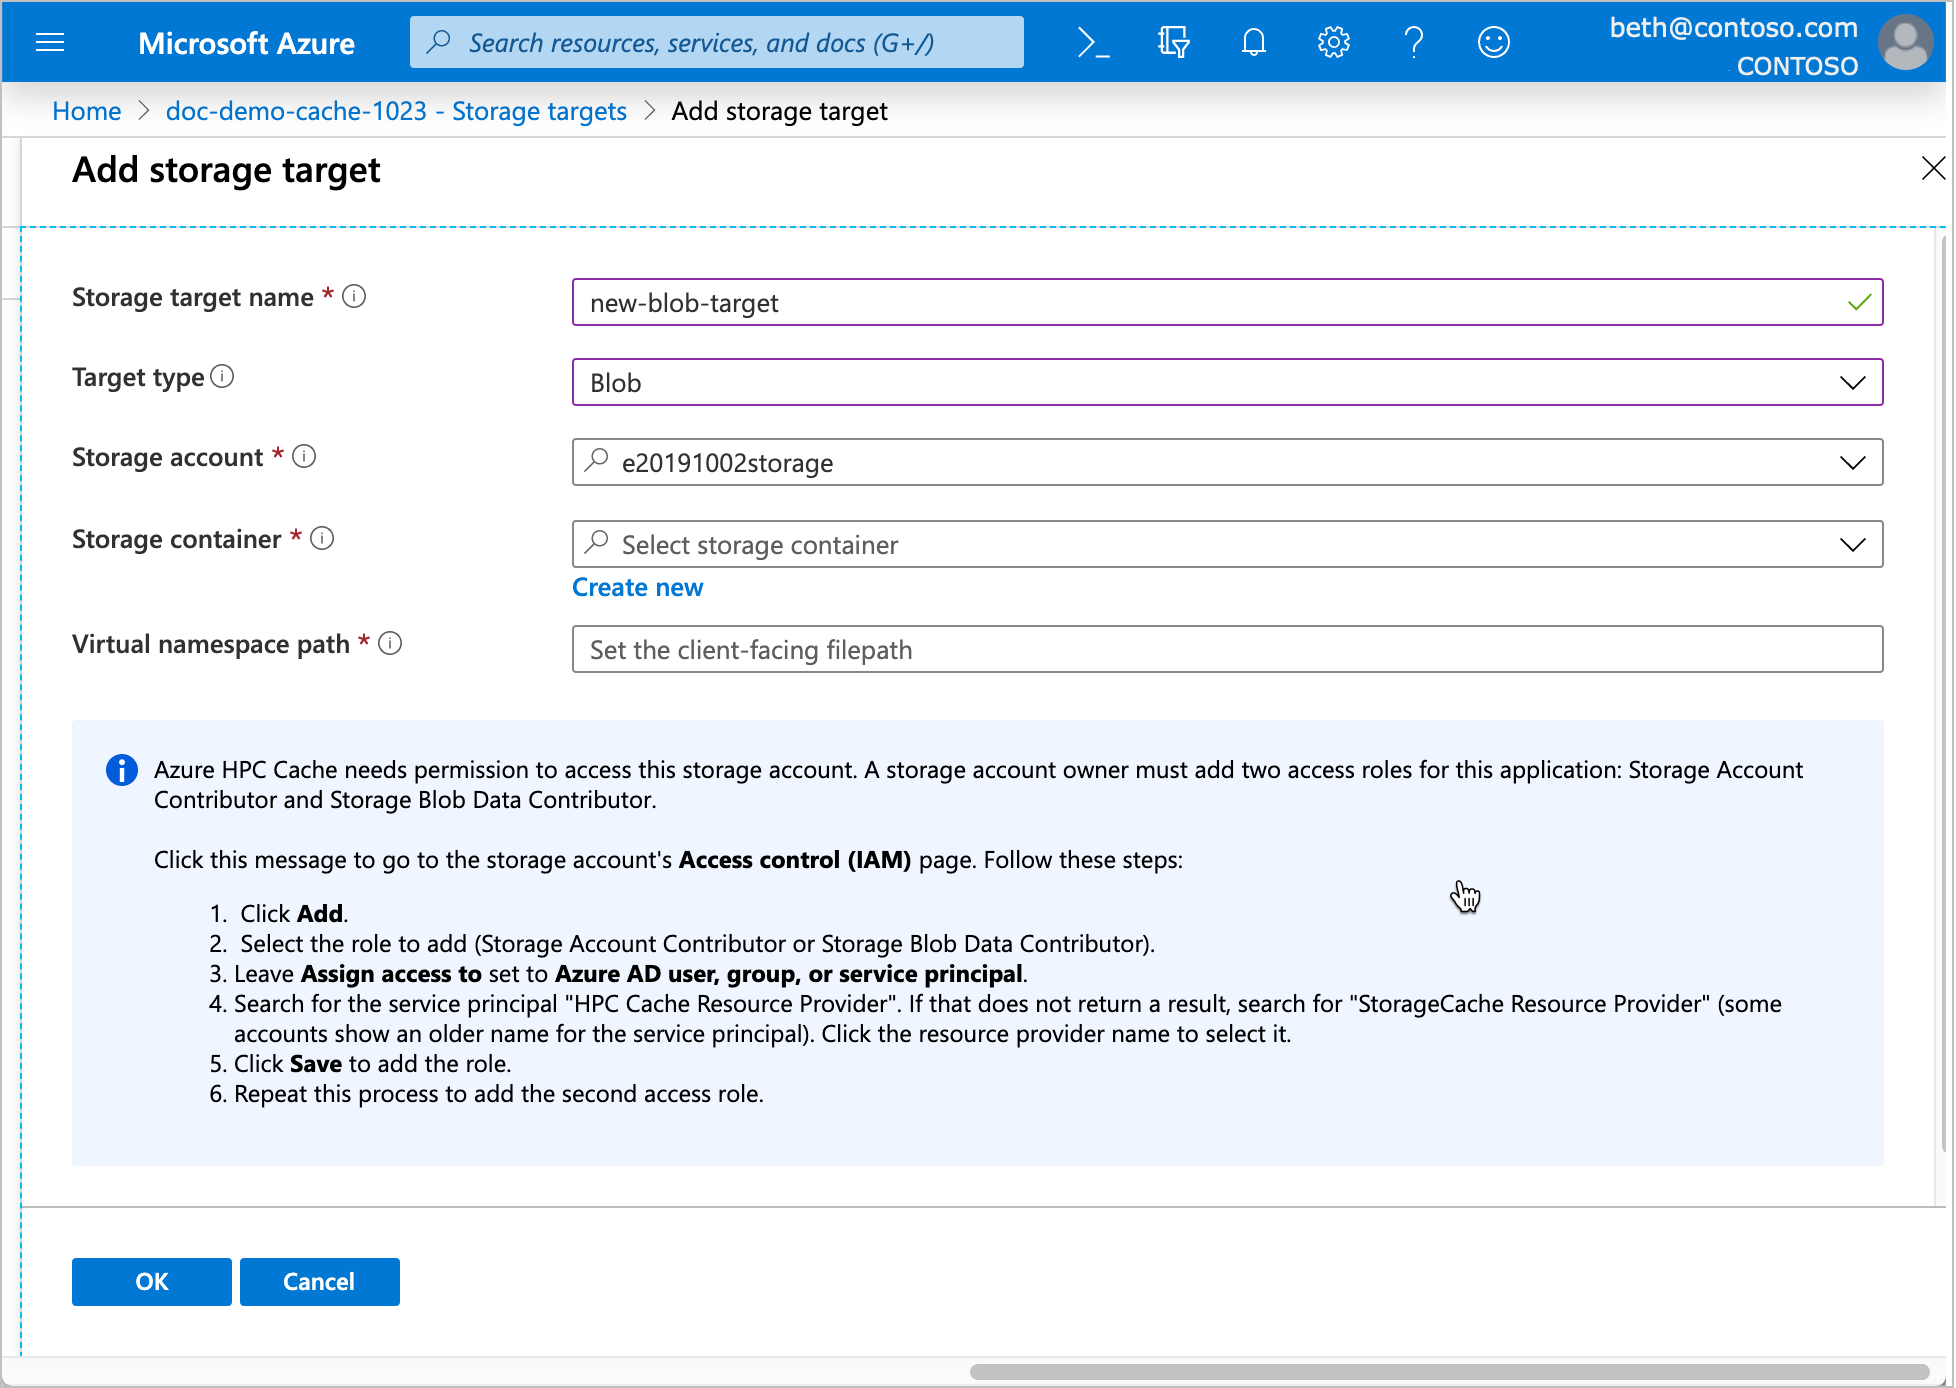 Microsoft Azure
Search resources, services, and docs (G+/)
beth@contoso.com
CONTOSO
Home > doc-demo-cache-1023 - Storage targets > Add storage target
Add storage target
Storage target name *
new-blob-target
Target type
Blob
Storage account *
e20191002storage
Storage container *
Select storage container
Create new
Virtual namespace path *
Set the client-facing filepath
Azure HPC Cache needs permission to access this storage account. A storage account owner must add two access roles for this application: Storage Account
Contributor and Storage Blob Data Contributor.
Click this message to go to the storage account's Access control (IAM) page. Follow these steps:
1. Click Add.
2. Select the role to add (Storage Account Contributor or Storage Blob Data Contributor).
3. Leave Assign access to set to Azure AD user, group, or service principal.
4. Search for the service principal "HPC Cache Resource Provider". If that does not return a result, search for "StorageCache Resource Provider" (some
accounts show an older name for the service principal). Click the resource provider name to select it.
5. Click Save to add the role.
6. Repeat this process to add the second access role.
OK
Cancel